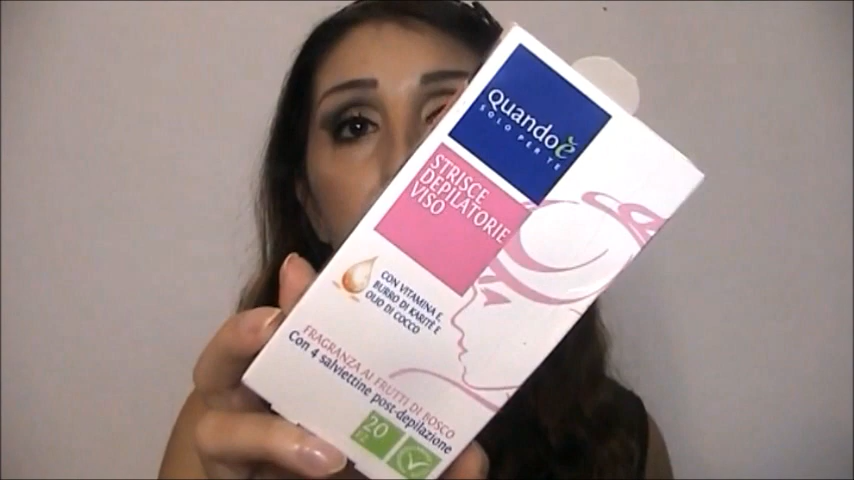 Quandoè
SOLO PER TE
STRISCE
DEPILATORIE
VISO
CON VITAMINA E,
BURRO DI KARITÈ E
OLIO DI COCCO
FRAGRANZA AI FRUTTI DI BOSCO
Con 4 salviettine post-depilazione
20
PZ